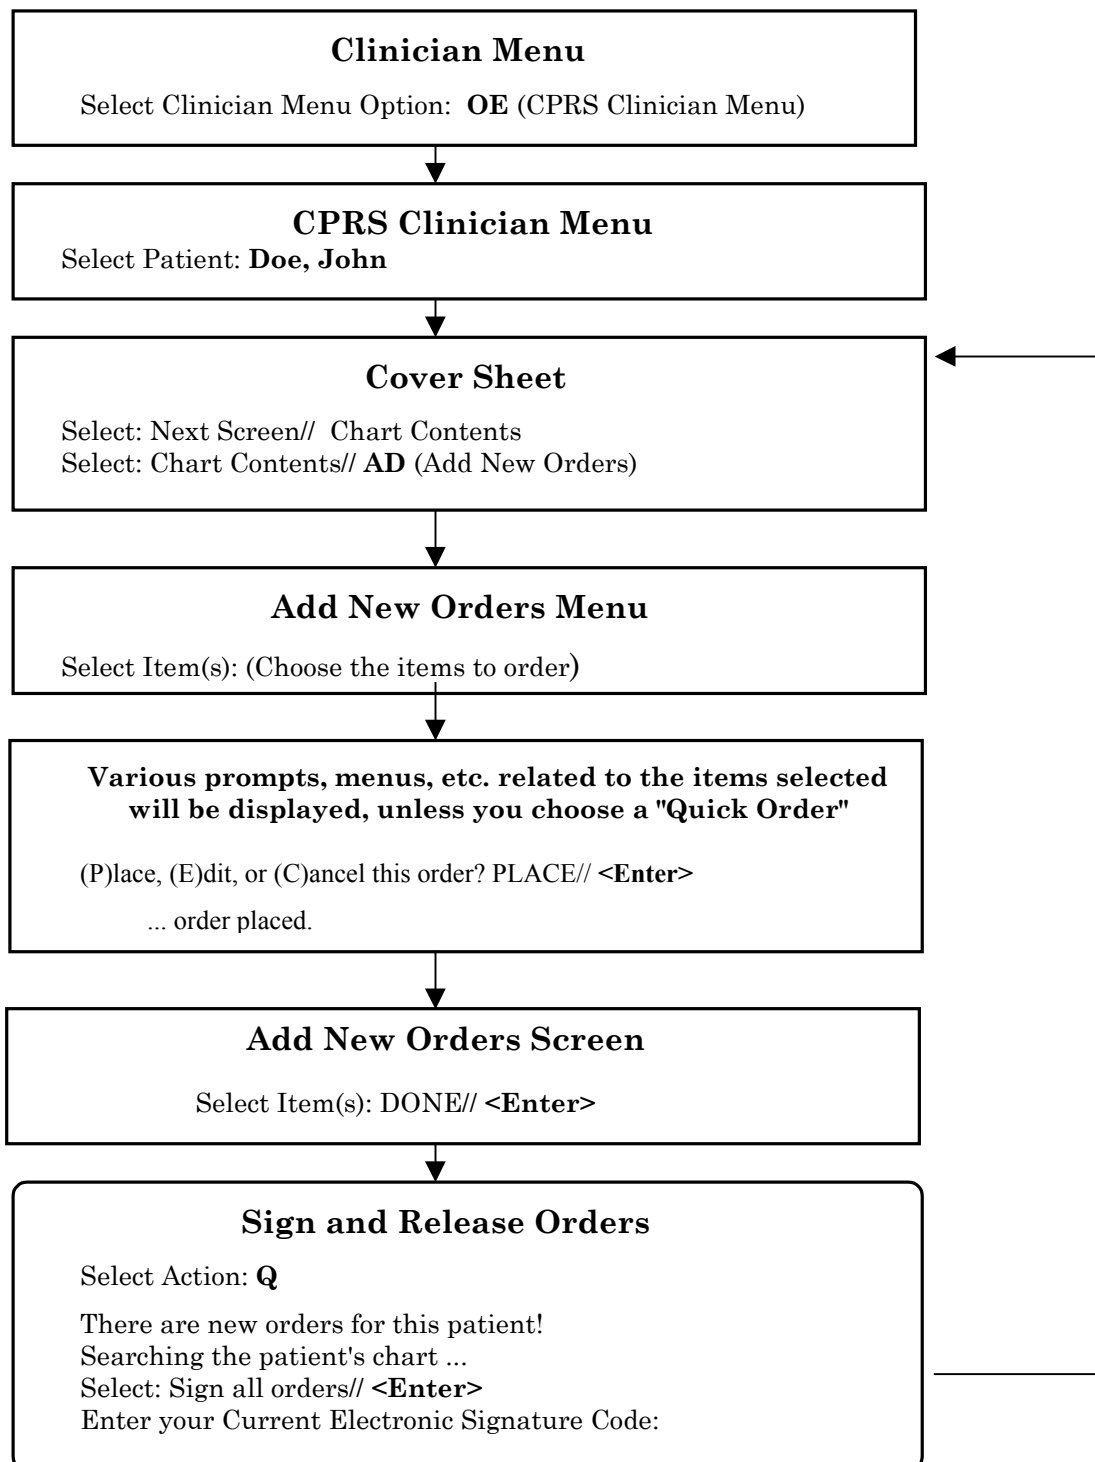 Clinician Menu
Select Clinician Menu Option:  OE (CPRS Clinician Menu)
CPRS Clinician Menu
Select Patient: Doe, John
Cover Sheet
Select: Next Screen//  Chart Contents
Select: Chart Contents// AD (Add New Orders)
Add New Orders Menu
Select Item(s): (Choose the items to order)
Various prompts, menus, etc. related to the items selected
will be displayed, unless you choose a "Quick Order"
(P)lace, (E)dit, or (C)ancel this order? PLACE// <Enter>
... order placed.
Add New Orders Screen
Select Item(s): DONE// <Enter>
Sign and Release Orders
Select Action: Q
There are new orders for this patient!
Searching the patient's chart ...
Select: Sign all orders// <Enter>
Enter your Current Electronic Signature Code: